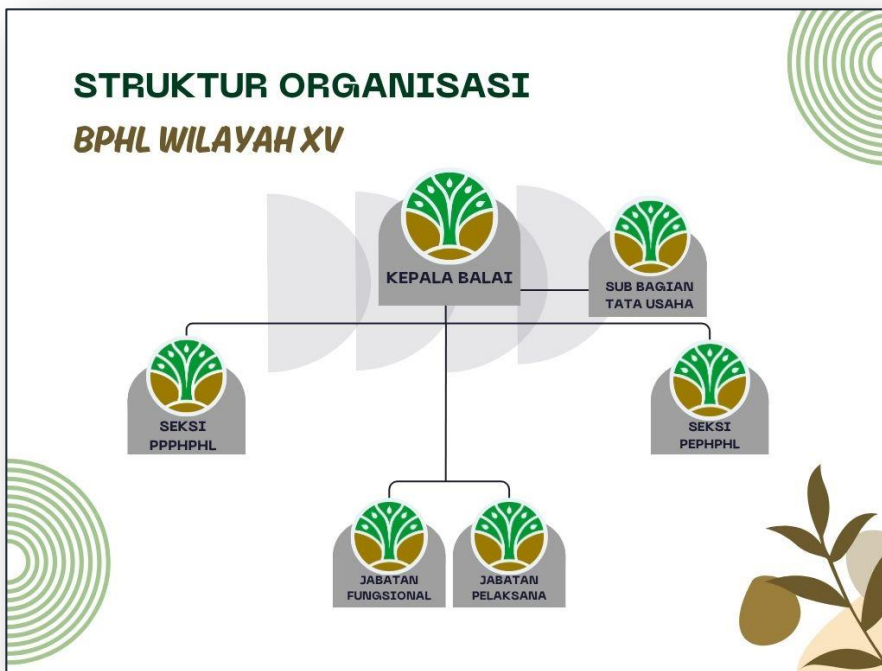 STRUKTUR ORGANISASI
BPHL WILAYAH XV
KEPALA BALAI
SUB BAGIAN
TATA USAHA
SEKSI
PPPHPHL
SEKSI
PEPHPHL
JABATAN
FUNGSIONAL
JABATAN
PELAKSANA